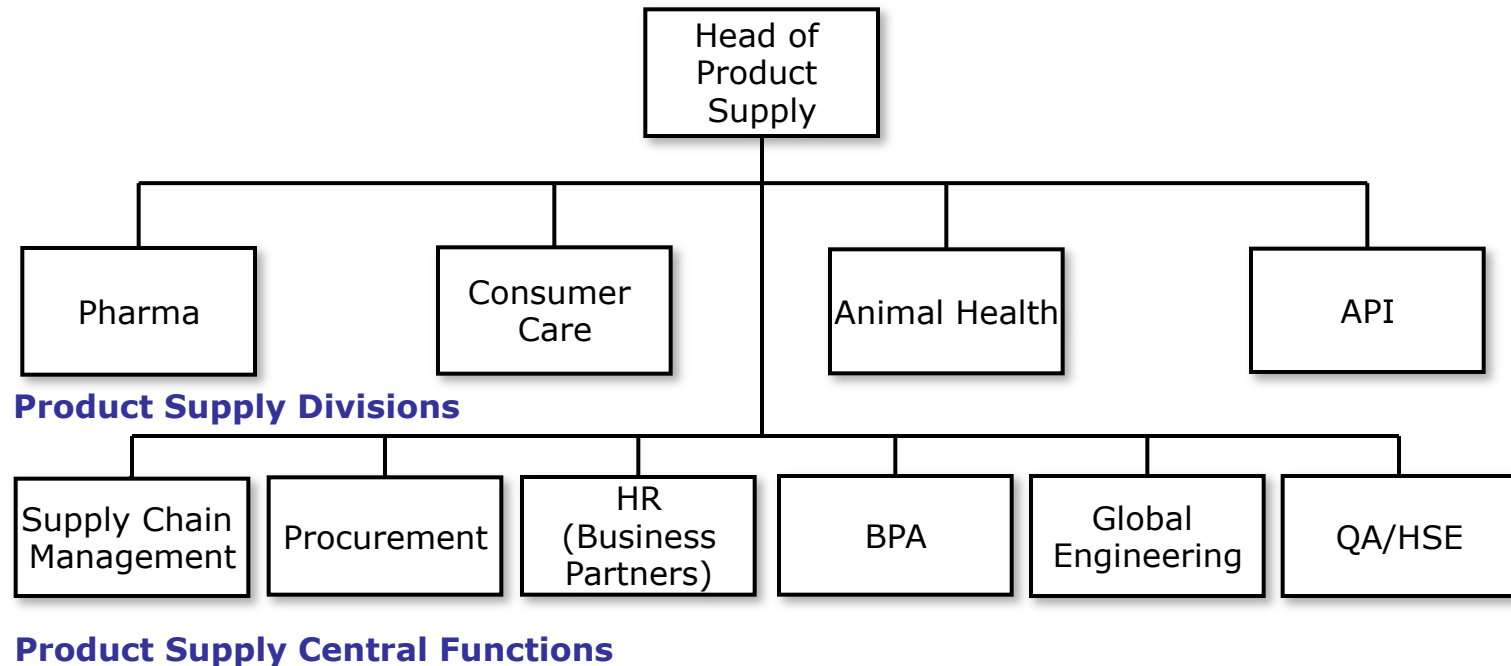 Head of
Product
Supply
Pharma
Consumer
Care
Animal Health
API
Product Supply Divisions
Supply Chain
Management
Procurement
HR
(Business
Partners)
BPA
Global
Engineering
QA/HSE
Product Supply Central Functions